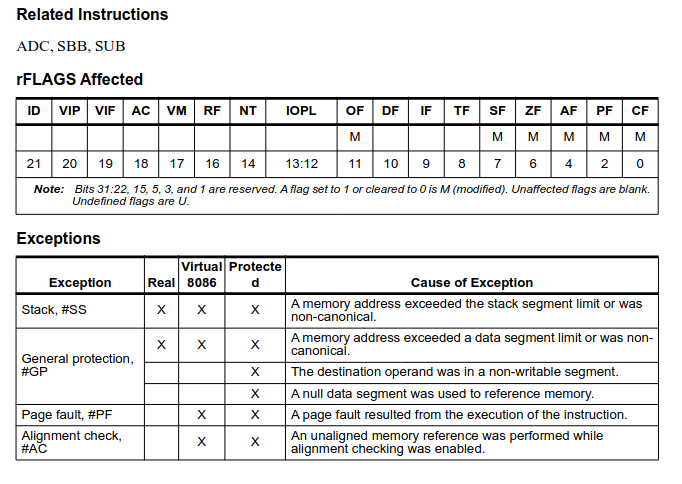 Related Instructions
ADC, SBB, SUB
rFLAGS Affected
ID VIP VIF AC VM RF NT IOPL OF DF IF TF SF ZF AF PF CF
M M M M M M
21 20 19 18 17 16 14 13:12 11 10 9 8 7 6 4 2 0
Note: Bits 31:22, 15, 5, 3, and 1 are reserved. A flag set to 1 or cleared to 0 is M (modified). Unaffected flags are blank.
Undefined flags are U.
Exceptions
Exception Real Virtual 8086 Protected Cause of Exception
Stack, #SS X X X A memory address exceeded the stack segment limit or was
non-canonical.
General protection, #GP X X X A memory address exceeded a data segment limit or was non-
canonical.
X The destination operand was in a non-writable segment.
X A null data segment was used to reference memory.
Page fault, #PF X X A page fault resulted from the execution of the instruction.
Alignment check, #AC X X An unaligned memory reference was performed while
alignment checking was enabled.